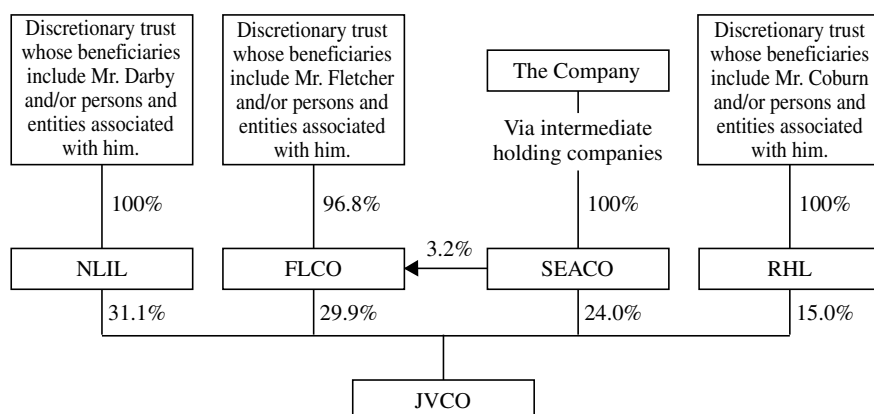 Discretionary trust
whose beneficiaries
include Mr. Darby
and/or persons and
entities associated
with him.
Discretionary trust
whose beneficiaries
include Mr. Fletcher
and/or persons and
entities associated
with him.
The Company
Via intermediate
holding companies
Discretionary trust
whose beneficiaries
include Mr. Coburn
and/or persons and
entities associated
with him.
100%
96.8%
100%
100%
3.2%
NLIL
FLCO
SEACO
RHL
31.1%
29.9%
24.0%
15.0%
JVCO